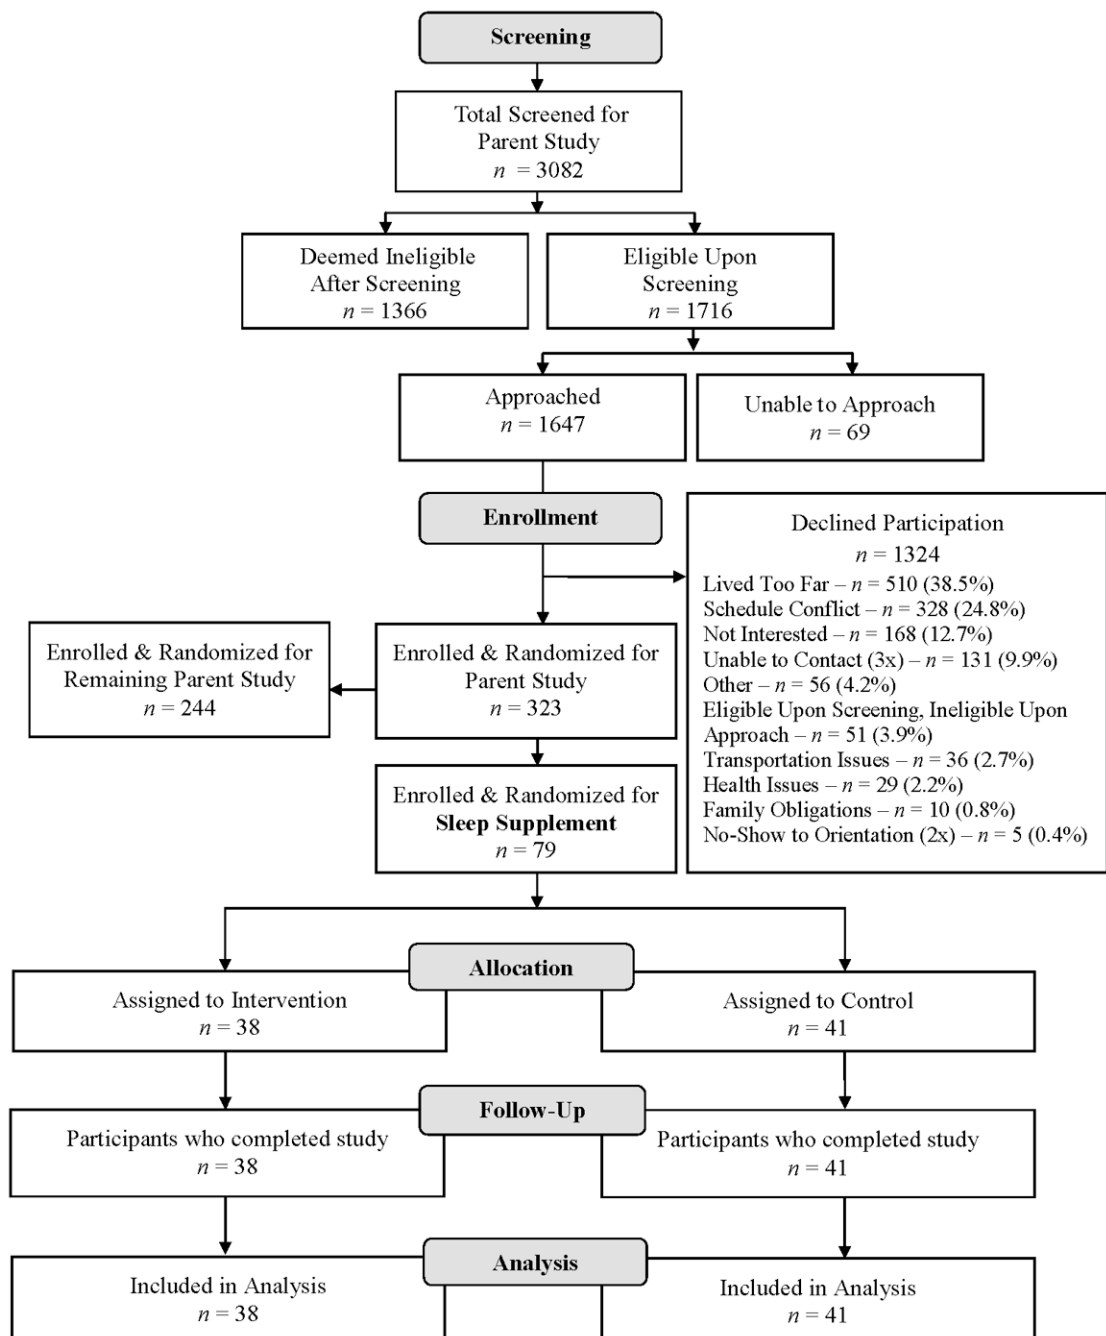 Screening
Total Screened for
Parent Study
n = 3082
Deemed Ineligible
After Screening
n = 1366
Eligible Upon
Screening
n = 1716
Approached
n = 1647
Unable to Approach
n = 69
Enrollment
Declined Participation
n = 1324
Lived Too Far – n = 510 (38.5%)
Schedule Conflict – n = 328 (24.8%)
Not Interested – n = 168 (12.7%)
Unable to Contact (3x) – n = 131 (9.9%)
Other – n = 56 (4.2%)
Eligible Upon Screening, Ineligible Upon
Approach – n = 51 (3.9%)
Transportation Issues – n = 36 (2.7%)
Health Issues – n = 29 (2.2%)
Family Obligations – n = 10 (0.8%)
No-Show to Orientation (2x) – n = 5 (0.4%)
Enrolled & Randomized for
Remaining Parent Study
n = 244
Enrolled & Randomized for
Parent Study
n = 323
Enrolled & Randomized for
Sleep Supplement
n = 79
Allocation
Assigned to Intervention
n = 38
Assigned to Control
n = 41
Follow-Up
Participants who completed study
n = 38
Participants who completed study
n = 41
Analysis
Included in Analysis
n = 38
Included in Analysis
n = 41